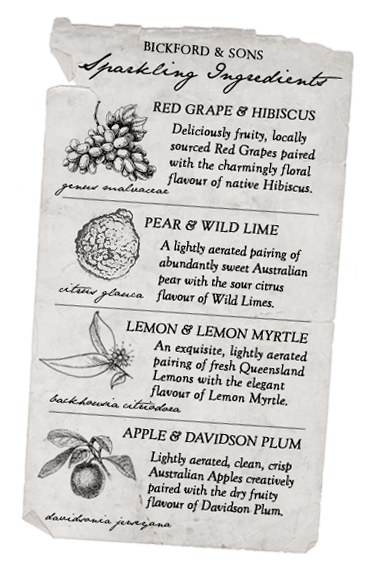 BICKFORD & SONS
Sparkling Ingredients
RED GRAPE & HIBISCUS
Deliciously fruity, locally
sourced Red Grapes paired
with the charmingly floral
flavour of native Hibiscus.
genus malvaceae
PEAR & WILD LIME
A lightly aerated pairing of
abundantly sweet Australian
pear with the sour citrus
flavour of Wild Limes.
citrus glauca
LEMON & LEMON MYRTLE
An exquisite, lightly aerated
pairing of fresh Queensland
Lemons with the elegant
flavour of Lemon Myrtle.
backhousia citriodora
APPLE & DAVIDSON PLUM
Lightly aerated, clean, crisp
Australian Apples creatively
paired with the dry fruity
flavour of Davidson Plum.
davidsonia jerseyana